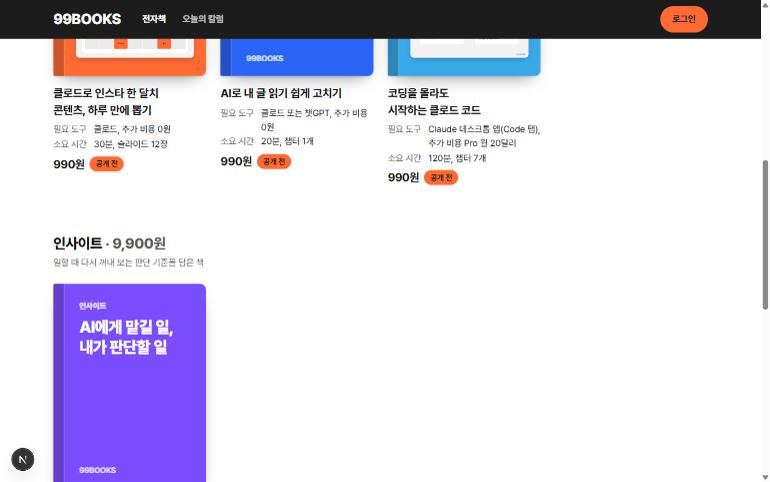 99BOOKS 전자책 오늘의 칼럼 로그인
99BOOKS
클로드로 인스타 한 달치
콘텐츠, 하루 만에 뽑기
필요 도구 클로드, 추가 비용 0원
소요 시간 30분, 슬라이드 12장
990원 공개 전
AI로 내 글 읽기 쉽게 고치기
필요 도구 클로드 또는 챗GPT, 추가 비용
0원
소요 시간 20분, 챕터 1개
990원 공개 전
코딩을 몰라도
시작하는 클로드 코드
필요 도구 Claude 데스크톱 앱(Code 탭),
추가 비용 Pro 월 20달러
소요 시간 120분, 챕터 7개
990원 공개 전
인사이트 · 9,900원
일할 때 다시 꺼내 보는 판단 기준을 담은 책
인사이트
AI에게 맡길 일,
내가 판단할 일
99BOOKS
N